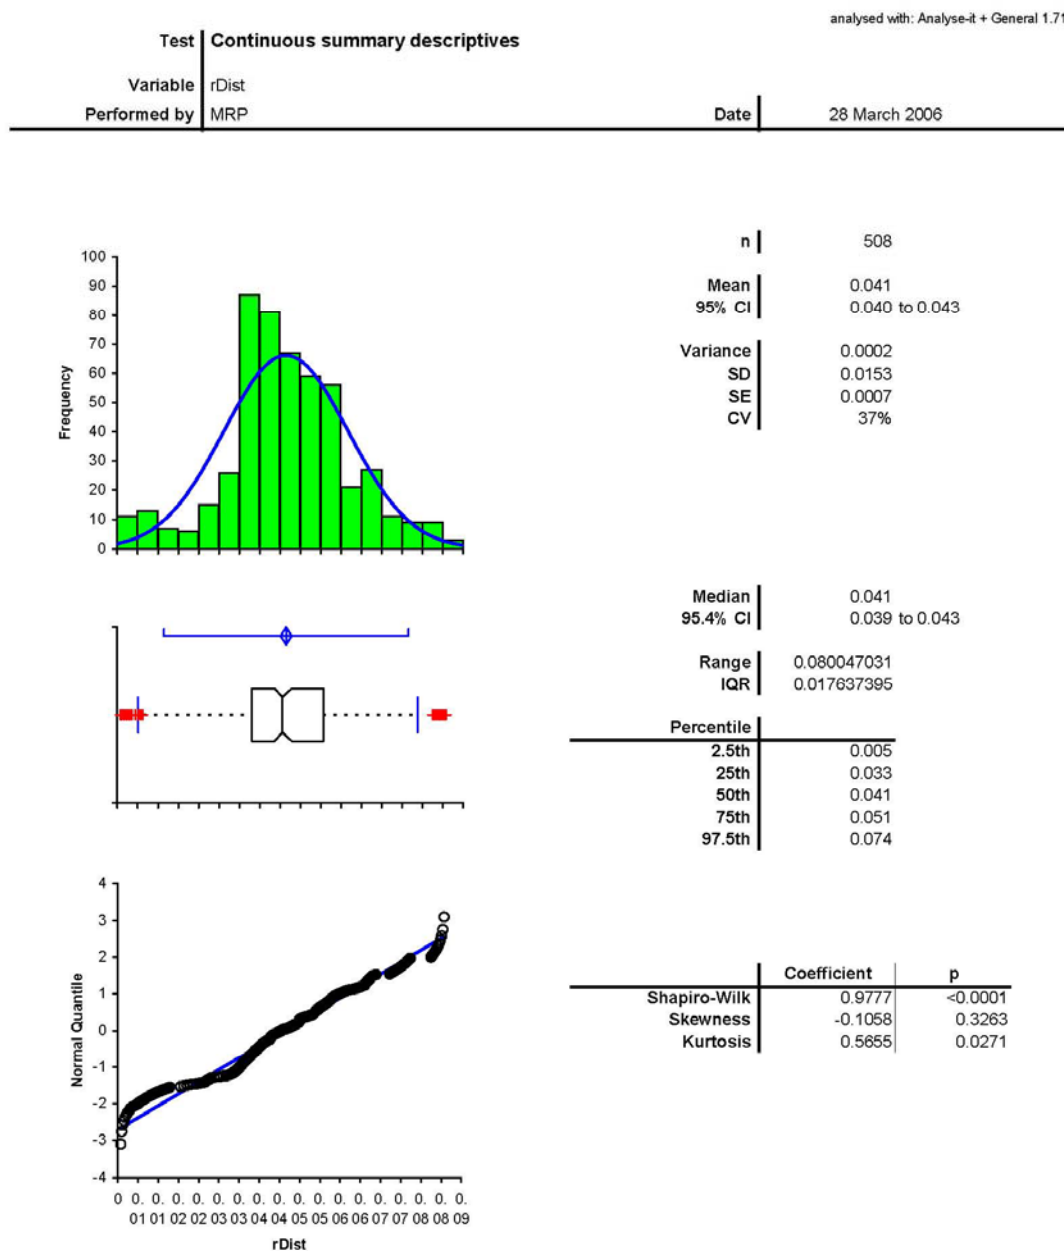 analysed with: Analyse-it + General 1.71
Test Continuous summary descriptives
Variable rDist
Performed by MRP Date 28 March 2006
n 508
Mean 0.041
95% CI 0.040 to 0.043
Variance 0.0002
SD 0.0153
SE 0.0007
CV 37%
100
90
80
70
60
50
40
30
20
10
0
Frequency
Median 0.041
95.4% CI 0.039 to 0.043
Range 0.080047031
IQR 0.017637395
Percentile
2.5th 0.005
25th 0.033
50th 0.041
75th 0.051
97.5th 0.074
4
3
2
1
0
-1
-2
-3
-4
Normal Quantile
Coefficient p
Shapiro-Wilk 0.9777 <0.0001
Skewness -0.1058 0.3263
Kurtosis 0.5655 0.0271
0 0. 0. 0. 0. 0. 0. 0. 0. 0. 0. 0. 0. 0. 0. 0. 0. 0.
01 01 02 02 03 03 04 04 05 05 06 06 07 07 08 08 09
rDist